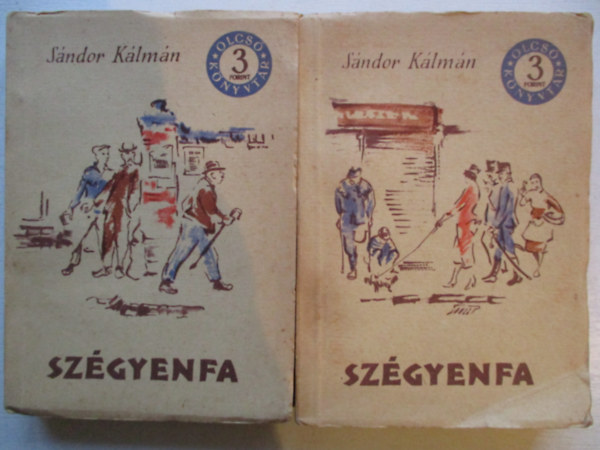 Sándor Kálmán
OLCSÓ
3
FORINT
KÖNYVTÁR
SZÉGYENFA
Sándor Kálmán
OLCSÓ
3
FORINT
KÖNYVTÁR
SZÉGYENFA